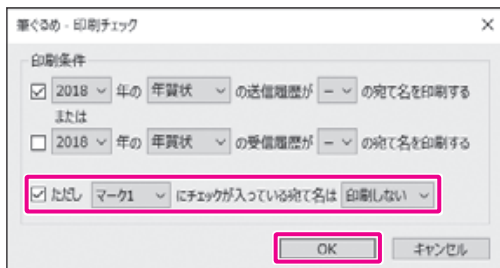 筆ぐるめ - 印刷チェック
印刷条件
2018 年の 年賀状 の送信履歴が － の宛て名を印刷する
または
2018 年の 年賀状 の受信履歴が － の宛て名を印刷する
ただし マーク1 にチェックが入っている宛て名は 印刷しない
OK キャンセル